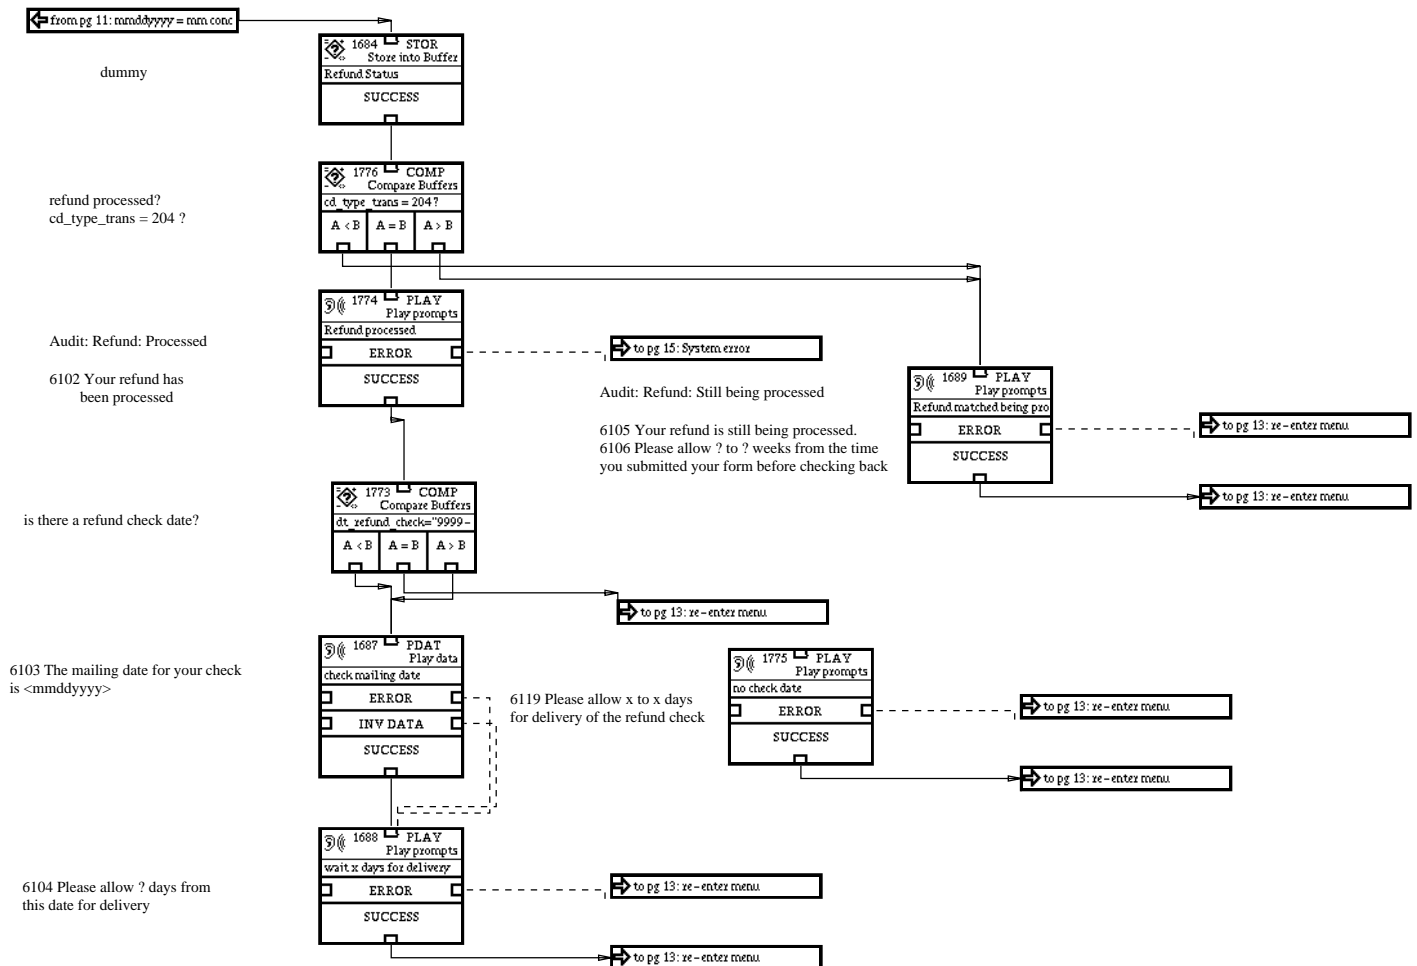 from pg 11: mmddyyyy = mm conc
dummy
1684 STOR
Store into Buffer
Refund Status
SUCCESS
refund processed?
cd_type_trans = 204 ?
1776 COMP
Compare Buffers
cd_type_trans = 204?
A < B A = B A > B
Audit: Refund: Processed
6102 Your refund has
been processed
1774 PLAY
Play prompts
Refund processed
ERROR
SUCCESS
to pg 15: System error
Audit: Refund: Still being processed
6105 Your refund is still being processed.
6106 Please allow ? to ? weeks from the time
you submitted your form before checking back
1689 PLAY
Play prompts
Refund matched being pro
ERROR
SUCCESS
to pg 13: re-enter menu
to pg 13: re-enter menu
is there a refund check date?
1773 COMP
Compare Buffers
dt_refund_check="9999-
A < B A = B A > B
to pg 13: re-enter menu
6103 The mailing date for your check
is <mmddyyyy>
1687 PDAT
Play data
check mailing date
ERROR
INV DATA
SUCCESS
6119 Please allow x to x days
for delivery of the refund check
1775 PLAY
Play prompts
no check date
ERROR
SUCCESS
to pg 13: re-enter menu
to pg 13: re-enter menu
6104 Please allow ? days from
this date for delivery
1688 PLAY
Play prompts
wait x days for delivery
ERROR
SUCCESS
to pg 13: re-enter menu
to pg 13: re-enter menu